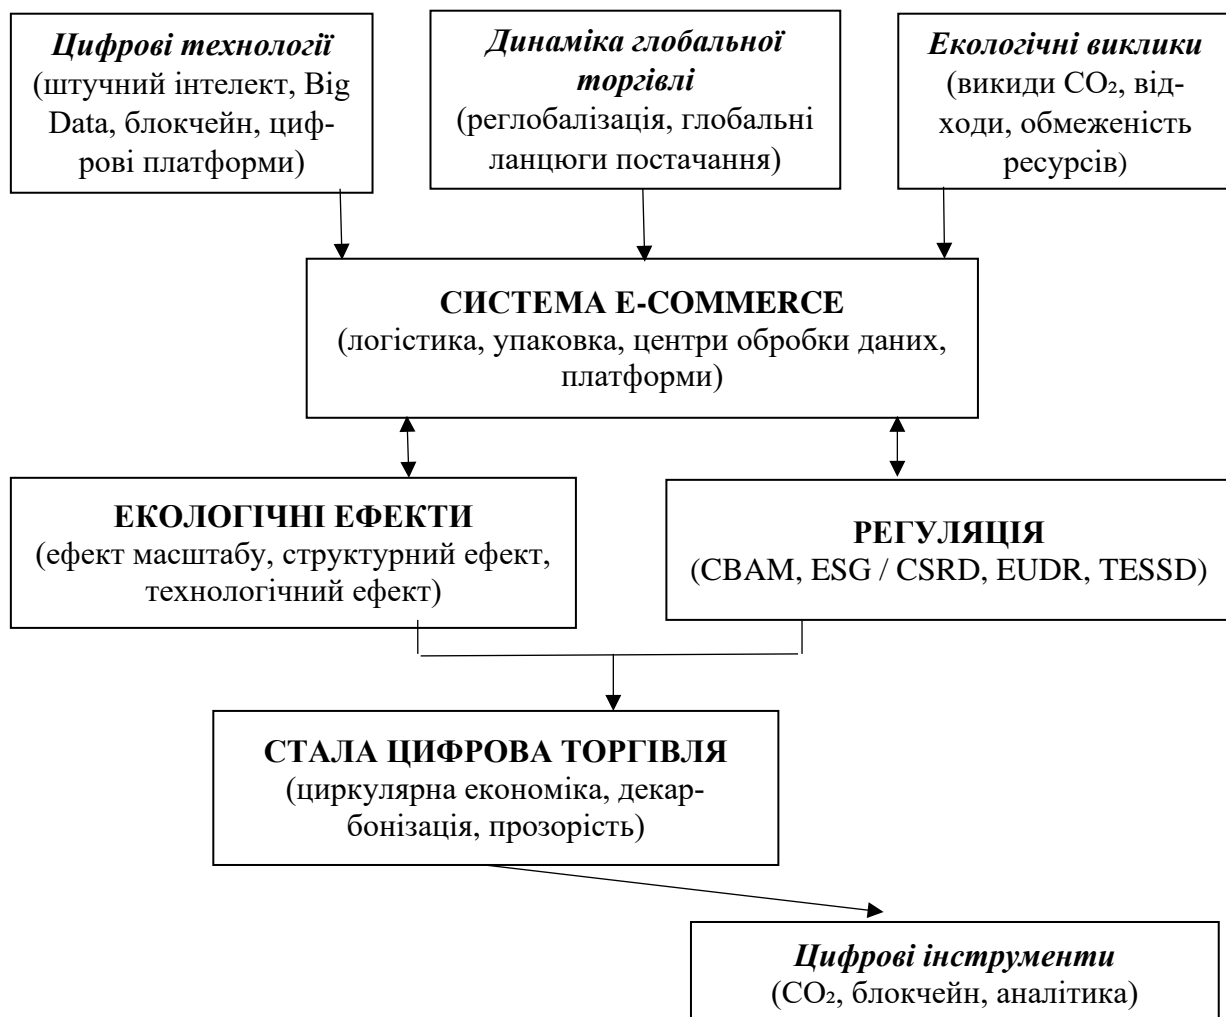 Цифрові технології
(штучний інтелект, Big
Data, блокчейн, циф-
рові платформи)
Динаміка глобальної
торгівлі
(реглобалізація, глобальні
ланцюги постачання)
Екологічні виклики
(викиди CO₂, від-
ходи, обмеженість
ресурсів)
СИСТЕМА E-COMMERCE
(логістика, упаковка, центри обробки даних,
платформи)
ЕКОЛОГІЧНІ ЕФЕКТИ
(ефект масштабу, структурний ефект,
технологічний ефект)
РЕГУЛЯЦІЯ
(CBAM, ESG / CSRD, EUDR, TESSD)
СТАЛА ЦИФРОВА ТОРГІВЛЯ
(циркулярна економіка, декар-
бонізація, прозорість)
Цифрові інструменти
(CO₂, блокчейн, аналітика)